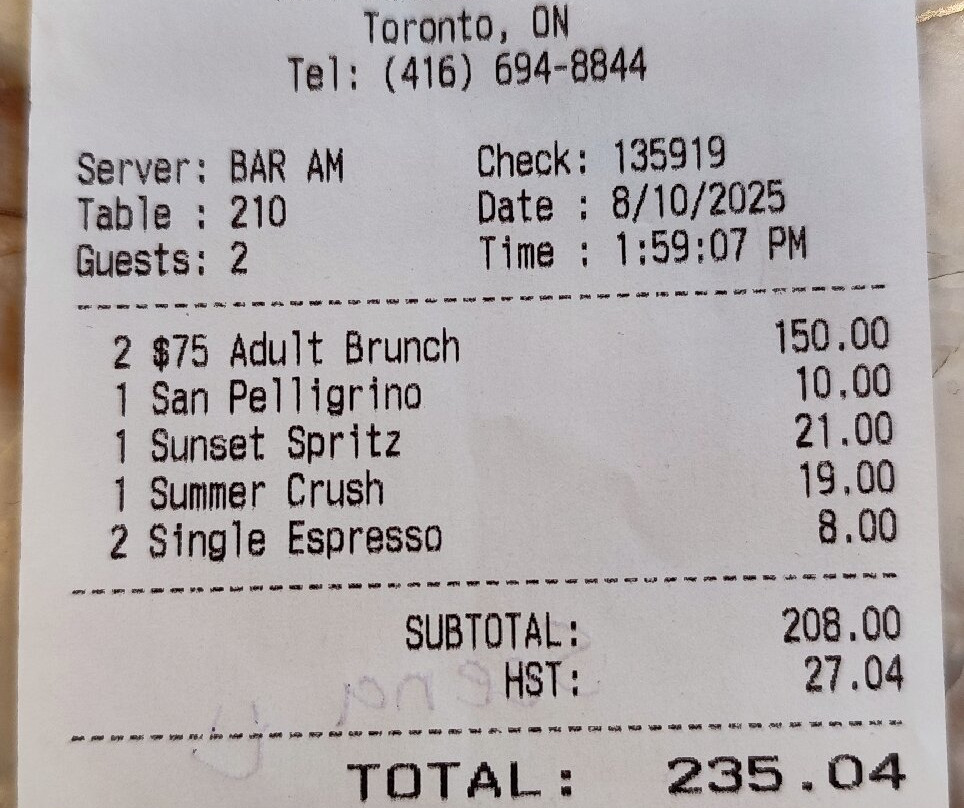 Toronto, ON
Tel: (416) 694-8844
Server: BAR AM Check: 135919
Table : 210 Date : 8/10/2025
Guests: 2 Time : 1:59:07 PM
2 $75 Adult Brunch 150.00
1 San Pelligrino 10.00
1 Sunset Spritz 21.00
1 Summer Crush 19.00
2 Single Espresso 8.00
SUBTOTAL: 208.00
HST: 27.04
TOTAL: 235.04